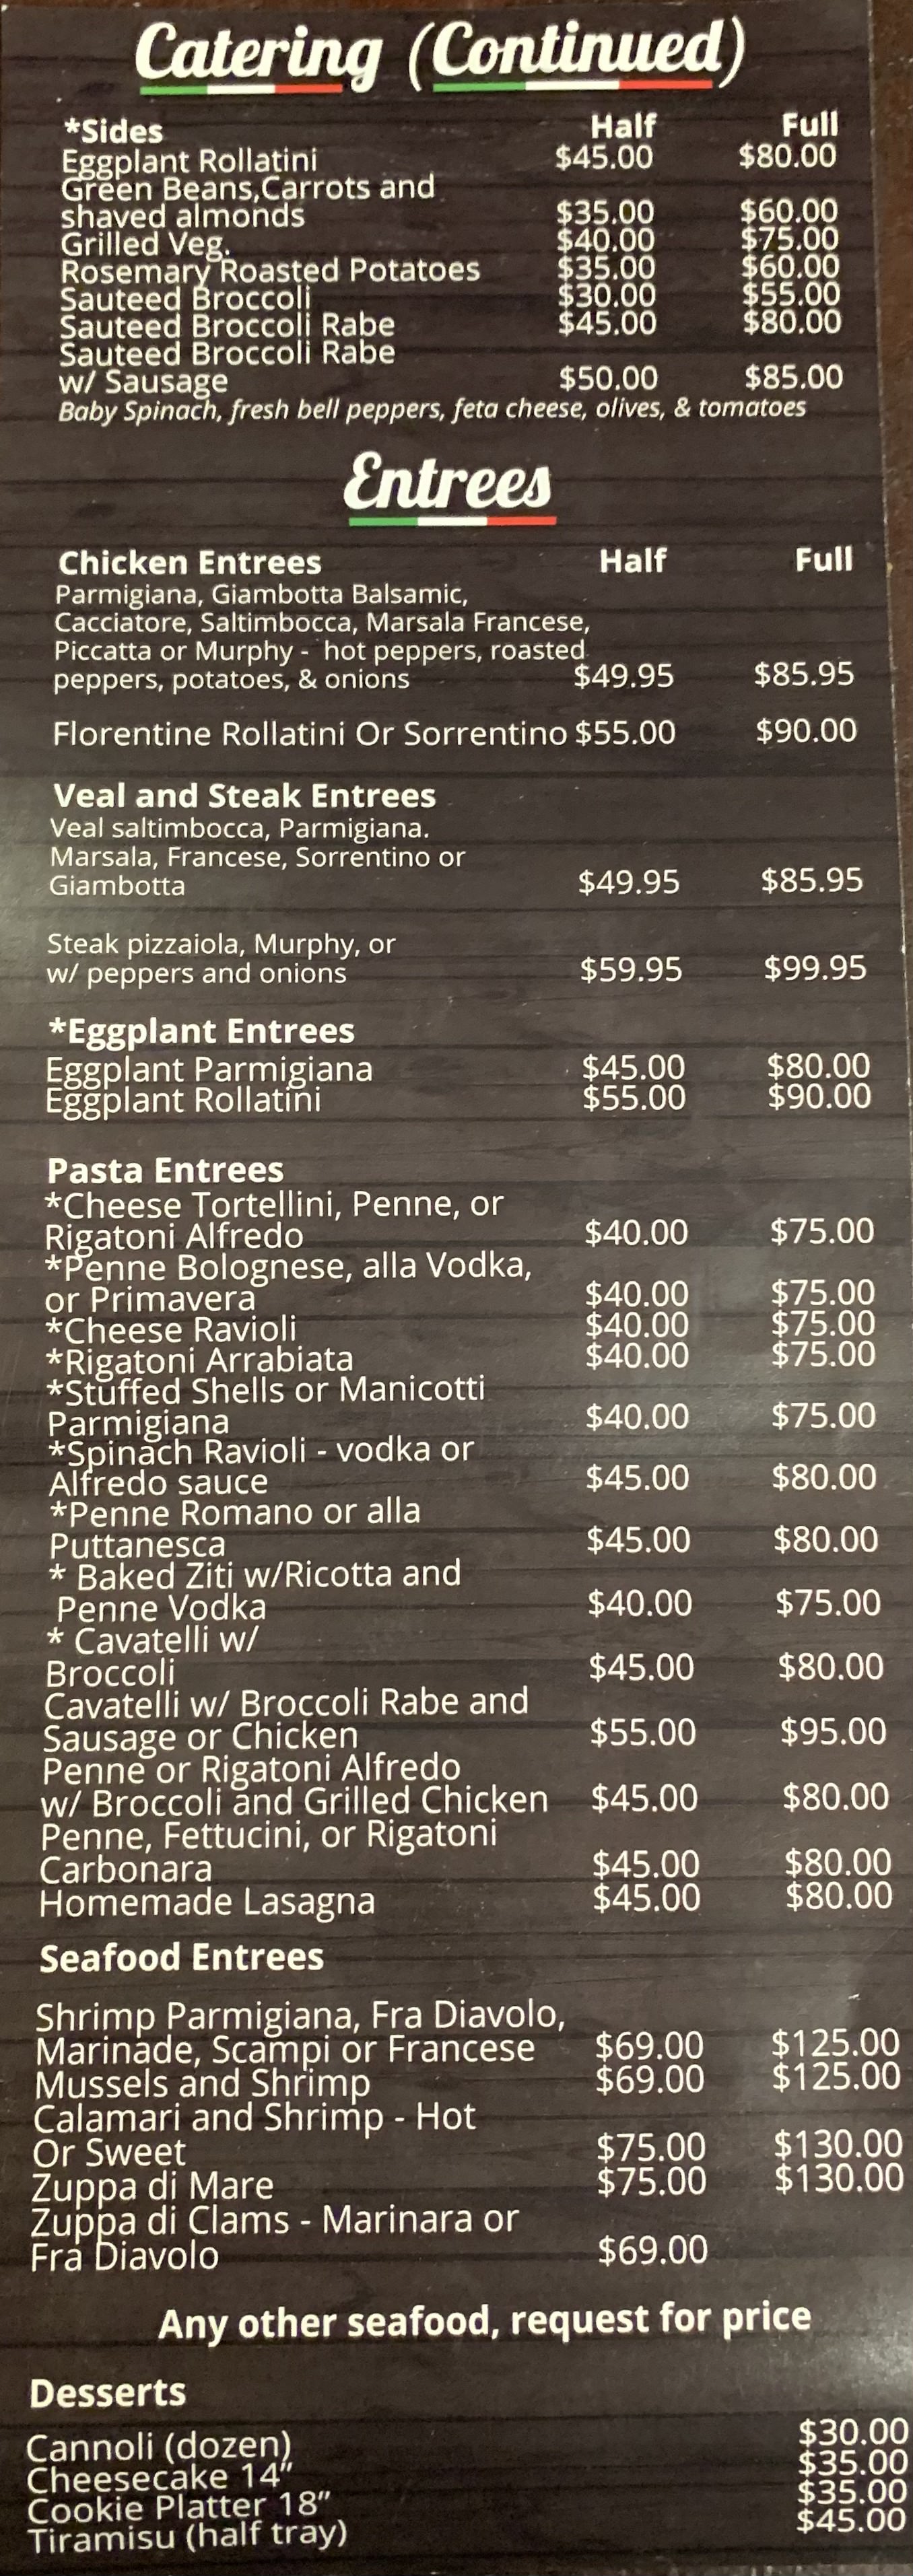 Catering (Continued)
*Sides Half Full
Eggplant Rollatini $45.00 $80.00
Green Beans,Carrots and
shaved almonds $35.00 $60.00
Grilled Veg. $40.00 $75.00
Rosemary Roasted Potatoes $35.00 $60.00
Sauteed Broccoli $30.00 $55.00
Sauteed Broccoli Rabe $45.00 $80.00
Sauteed Broccoli Rabe
w/ Sausage $50.00 $85.00
Baby Spinach, fresh bell peppers, feta cheese, olives, & tomatoes
Entrees
Chicken Entrees Half Full
Parmigiana, Giambotta Balsamic,
Cacciatore, Saltimbocca, Marsala Francese,
Piccatta or Murphy - hot peppers, roasted
peppers, potatoes, & onions $49.95 $85.95
Florentine Rollatini Or Sorrentino $55.00 $90.00
Veal and Steak Entrees
Veal saltimbocca, Parmigiana.
Marsala, Francese, Sorrentino or
Giambotta $49.95 $85.95
Steak pizzaiola, Murphy, or
w/ peppers and onions $59.95 $99.95
*Eggplant Entrees
Eggplant Parmigiana $45.00 $80.00
Eggplant Rollatini $55.00 $90.00
Pasta Entrees
*Cheese Tortellini, Penne, or
Rigatoni Alfredo $40.00 $75.00
*Penne Bolognese, alla Vodka,
or Primavera $40.00 $75.00
*Cheese Ravioli $40.00 $75.00
*Rigatoni Arrabiata $40.00 $75.00
*Stuffed Shells or Manicotti
Parmigiana $40.00 $75.00
*Spinach Ravioli - vodka or
Alfredo sauce $45.00 $80.00
*Penne Romano or alla
Puttanesca $45.00 $80.00
* Baked Ziti w/Ricotta and
Penne Vodka $40.00 $75.00
* Cavatelli w/
Broccoli $45.00 $80.00
Cavatelli w/ Broccoli Rabe and
Sausage or Chicken $55.00 $95.00
Penne or Rigatoni Alfredo
w/ Broccoli and Grilled Chicken $45.00 $80.00
Penne, Fettucini, or Rigatoni
Carbonara $45.00 $80.00
Homemade Lasagna $45.00 $80.00
Seafood Entrees
Shrimp Parmigiana, Fra Diavolo,
Marinade, Scampi or Francese $69.00 $125.00
Mussels and Shrimp $69.00 $125.00
Calamari and Shrimp - Hot
Or Sweet $75.00 $130.00
Zuppa di Mare $75.00 $130.00
Zuppa di Clams - Marinara or
Fra Diavolo $69.00
Any other seafood, request for price
Desserts
Cannoli (dozen) $30.00
Cheesecake 14" $35.00
Cookie Platter 18" $35.00
Tiramisu (half tray) $45.00